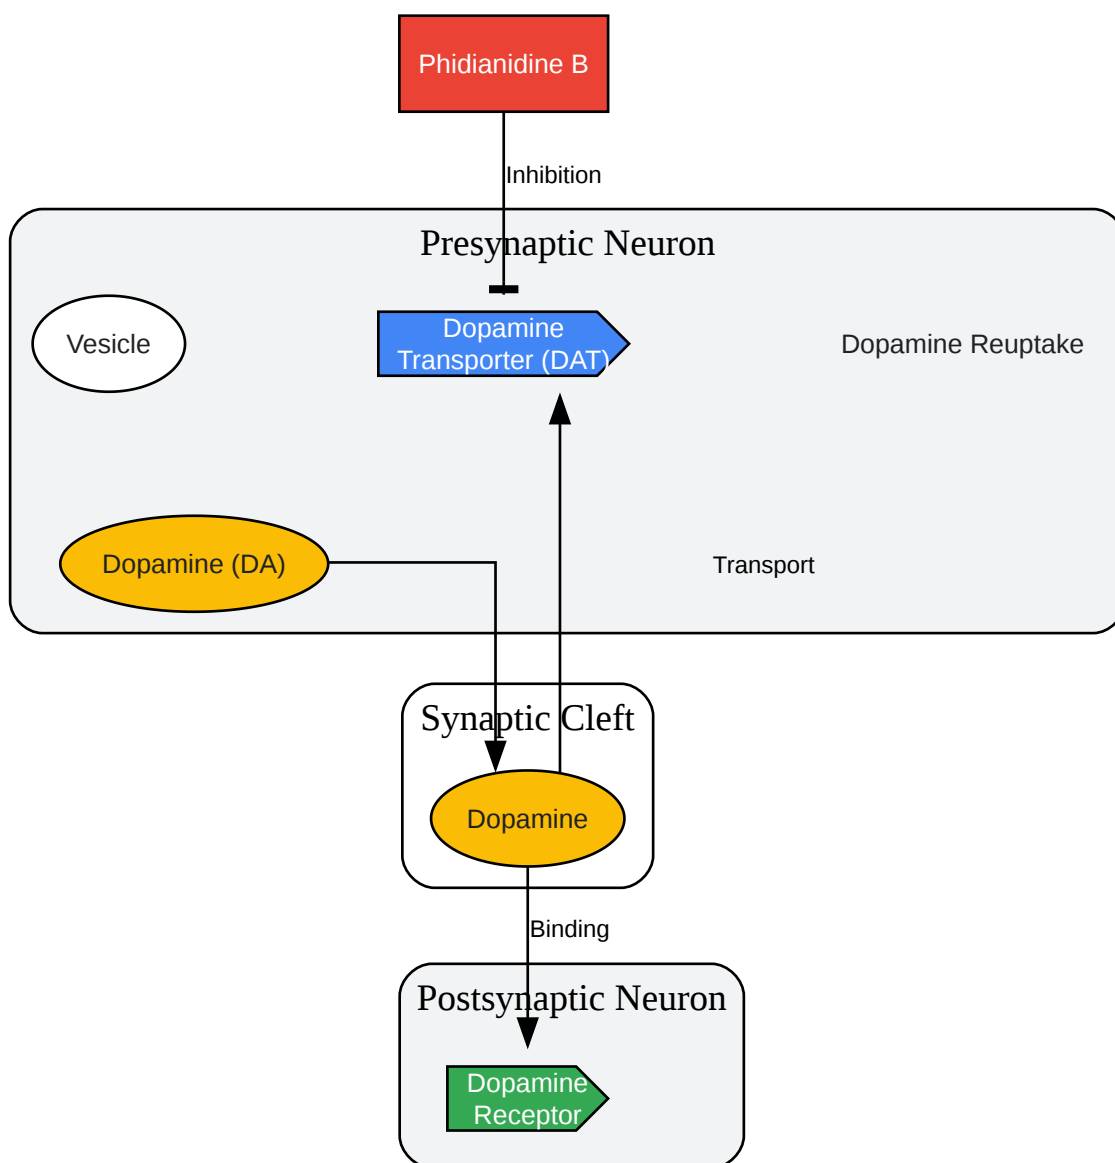 Phidianidine B
Inhibition
Presynaptic Neuron
Vesicle
Dopamine
Transporter (DAT)
Dopamine Reuptake
Dopamine (DA)
Transport
Synaptic Cleft
Dopamine
Binding
Postsynaptic Neuron
Dopamine
Receptor